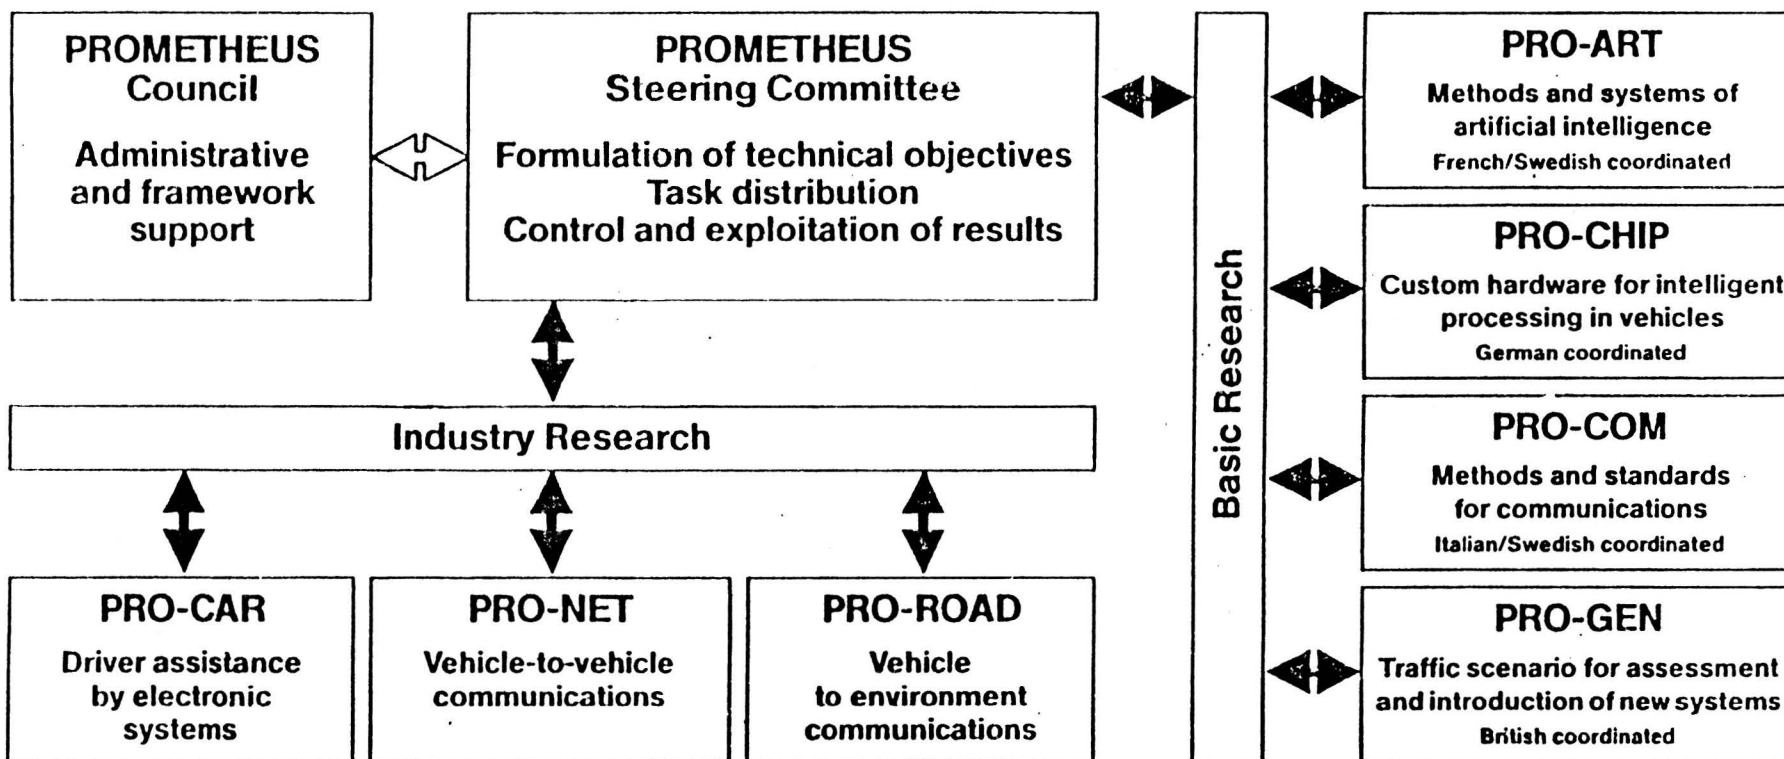 PROMETHEUS
Council
Administrative
and framework
support
PROMETHEUS
Steering Committee
Formulation of technical objectives
Task distribution
Control and exploitation of results
Industry Research
PRO-CAR
Driver assistance
by electronic
systems
PRO-NET
Vehicle-to-vehicle
communications
PRO-ROAD
Vehicle
to environment
communications
Basic Research
PRO-ART
Methods and systems of
artificial intelligence
French/Swedish coordinated
PRO-CHIP
Custom hardware for intelligent
processing in vehicles
German coordinated
PRO-COM
Methods and standards
for communications
Italian/Swedish coordinated
PRO-GEN
Traffic scenario for assessment
and introduction of new systems
British coordinated